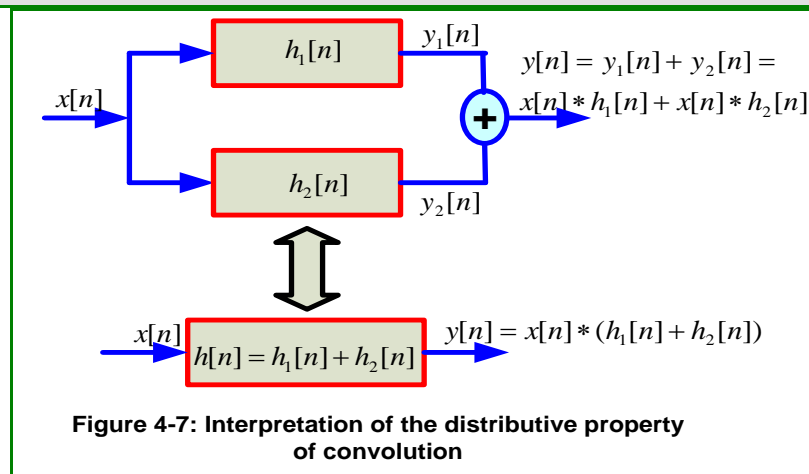 h₁[n]
y₁[n]
y[n] = y₁[n] + y₂[n] =
x[n] * h₁[n] + x[n] * h₂[n]
x[n]
+
h₂[n]
y₂[n]
x[n]
h[n] = h₁[n] + h₂[n]
y[n] = x[n] * (h₁[n] + h₂[n])
Figure 4-7: Interpretation of the distributive property
of convolution